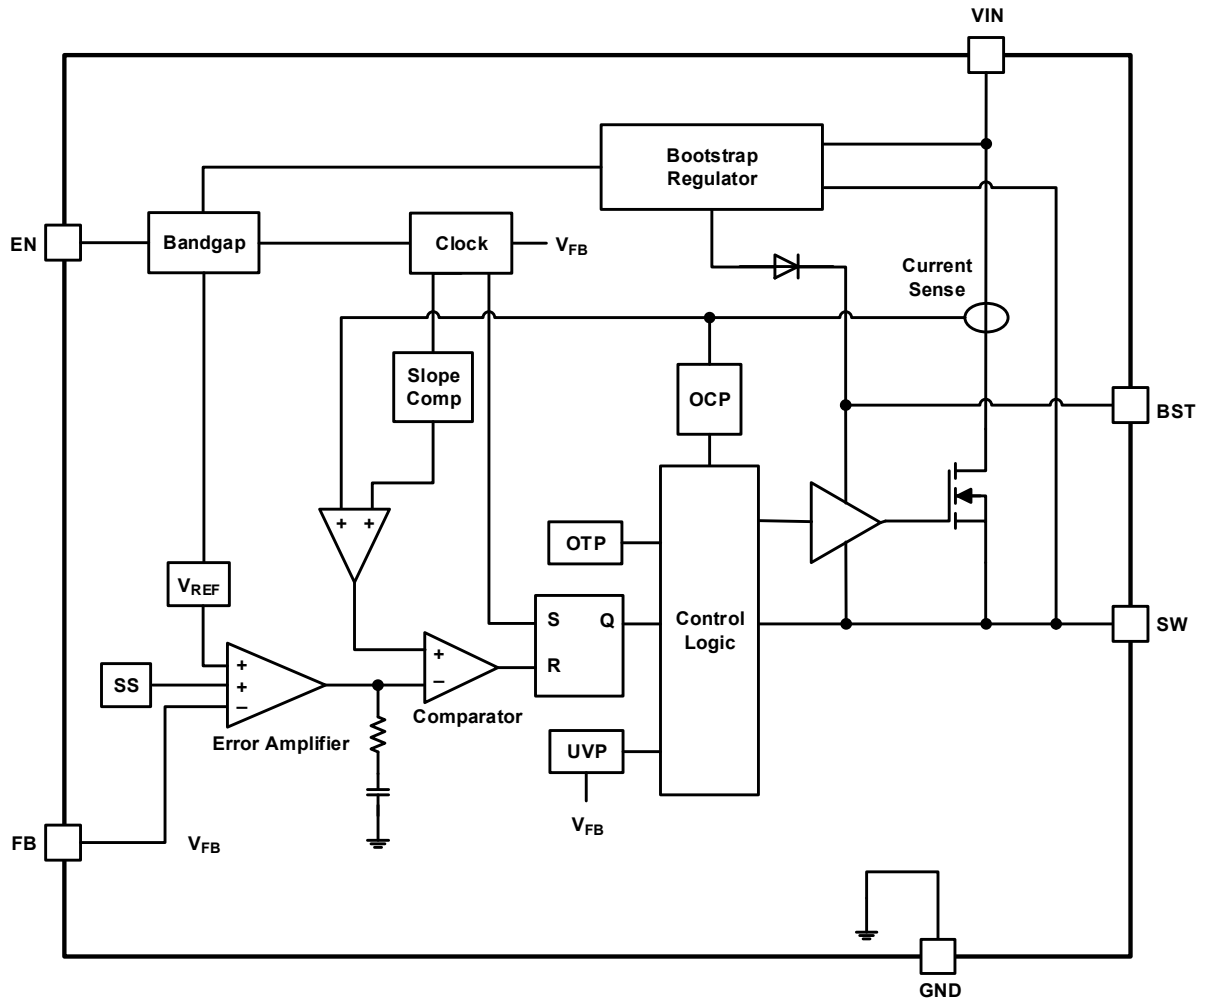 VIN
Bootstrap
Regulator
EN
Bandgap
Clock
VFB
Current
Sense
Slope
Comp
OCP
BST
+ +
OTP
VREF
Control
Logic
S Q
R
SW
+
−
Comparator
SS
+
+
−
Error Amplifier
UVP
VFB
FB
VFB
GND